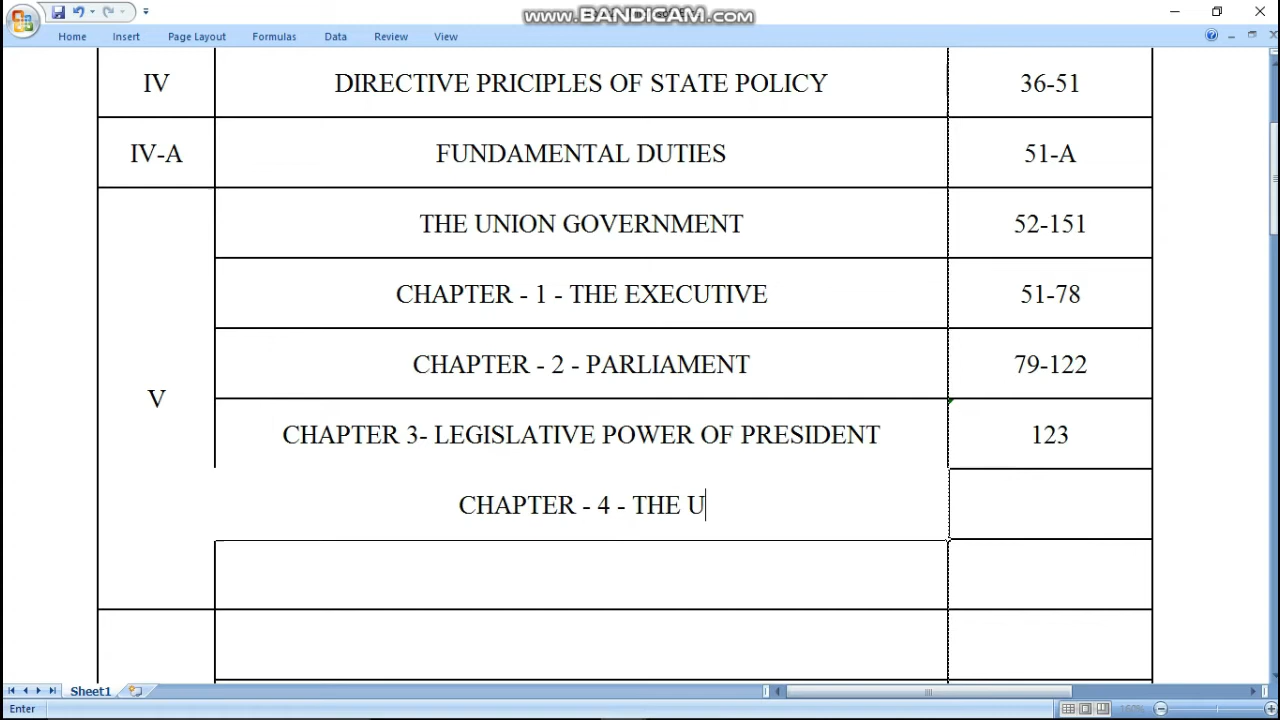 www.BANDICAM.com
Home Insert Page Layout Formulas Data Review View
IV DIRECTIVE PRICIPLES OF STATE POLICY 36-51
IV-A FUNDAMENTAL DUTIES 51-A
THE UNION GOVERNMENT 52-151
CHAPTER - 1 - THE EXECUTIVE 51-78
CHAPTER - 2 - PARLIAMENT 79-122
V
CHAPTER 3- LEGISLATIVE POWER OF PRESIDENT 123
CHAPTER - 4 - THE U
Sheet1
Enter 160%